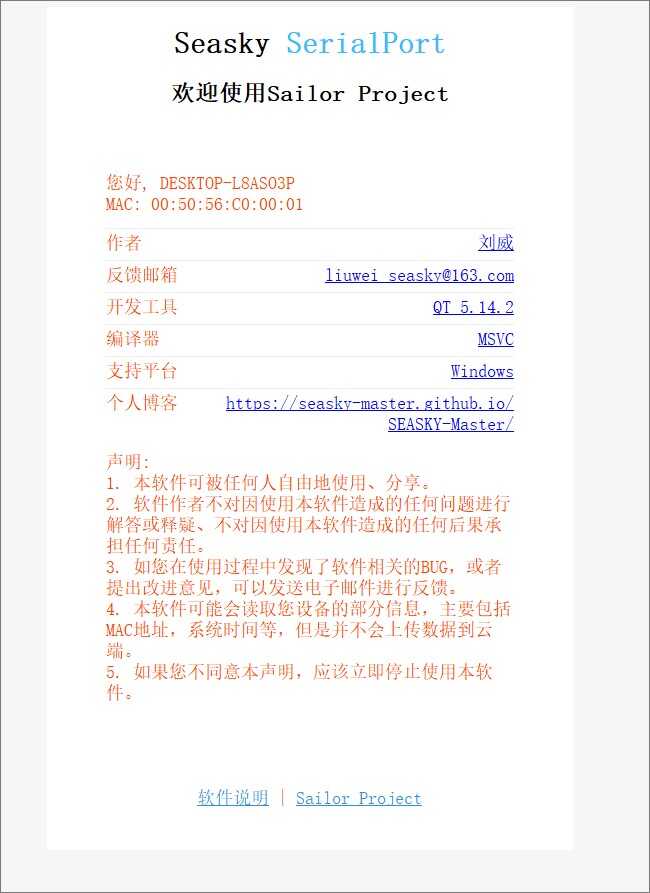 Seasky SerialPort
欢迎使用Sailor Project
您好, DESKTOP-L8ASO3P
MAC: 00:50:56:C0:00:01
作者 刘威
反馈邮箱 liuwei_seasky@163.com
开发工具 QT 5.14.2
编译器 MSVC
支持平台 Windows
个人博客 https://seasky-master.github.io/
SEASKY-Master/
声明:
1. 本软件可被任何人自由地使用、分享。
2. 软件作者不对因使用本软件造成的任何问题进行
解答或释疑、不对因使用本软件造成的任何后果承
担任何责任。
3. 如您在使用过程中发现了软件相关的BUG，或者
提出改进意见，可以发送电子邮件进行反馈。
4. 本软件可能会读取您设备的部分信息，主要包括
MAC地址，系统时间等，但是并不会上传数据到云
端。
5. 如果您不同意本声明，应该立即停止使用本软
件。
软件说明 | Sailor Project